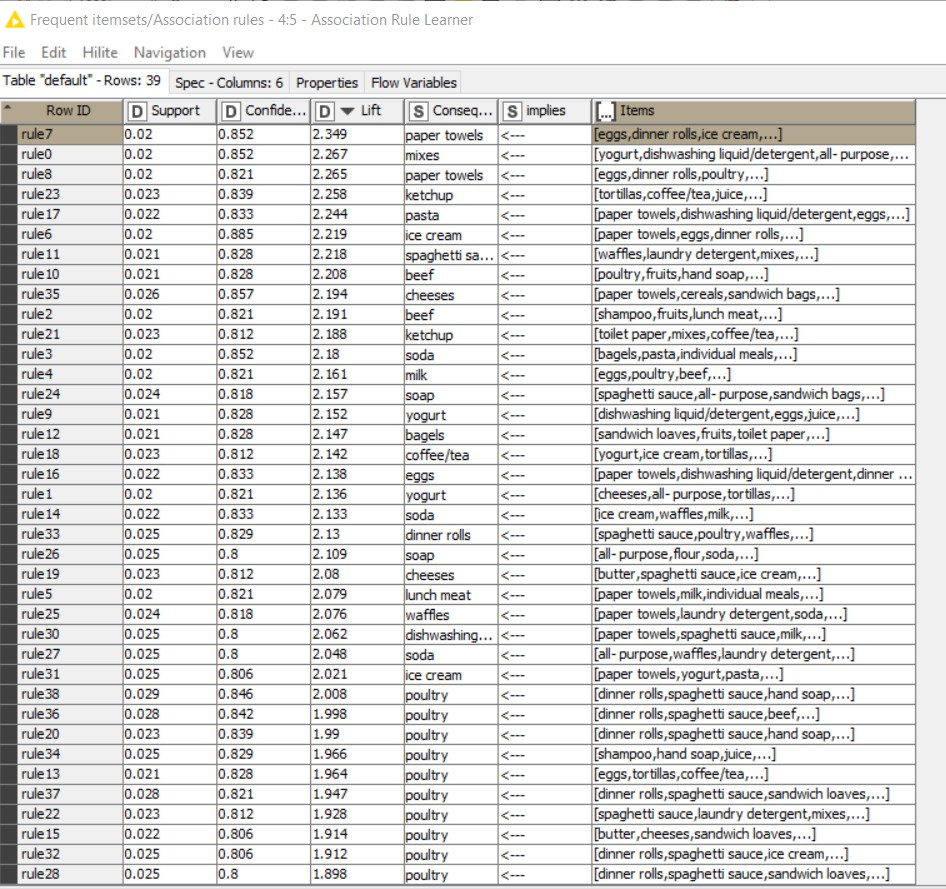 Frequent itemsets/Association rules - 4:5 - Association Rule Learner
File Edit Hilite Navigation View
Table "default" - Rows: 39 Spec - Columns: 6 Properties Flow Variables
Row ID D Support D Confide... D Lift S Conseq... S implies [...] Items
rule7 0.02 0.852 2.349 paper towels <--- [eggs,dinner rolls,ice cream,...]
rule0 0.02 0.852 2.267 mixes <--- [yogurt,dishwashing liquid/detergent,all- purpose,...
rule8 0.02 0.821 2.265 paper towels <--- [eggs,dinner rolls,poultry,...]
rule23 0.023 0.839 2.258 ketchup <--- [tortillas,coffee/tea,juice,...]
rule17 0.022 0.833 2.244 pasta <--- [paper towels,dishwashing liquid/detergent,eggs,...]
rule6 0.02 0.885 2.219 ice cream <--- [paper towels,eggs,dinner rolls,...]
rule11 0.021 0.828 2.218 spaghetti sa... <--- [waffles,laundry detergent,mixes,...]
rule10 0.021 0.828 2.208 beef <--- [poultry,fruits,hand soap,...]
rule35 0.026 0.857 2.194 cheeses <--- [paper towels,cereals,sandwich bags,...]
rule2 0.02 0.821 2.191 beef <--- [shampoo,fruits,lunch meat,...]
rule21 0.023 0.812 2.188 ketchup <--- [toilet paper,mixes,coffee/tea,...]
rule3 0.02 0.852 2.18 soda <--- [bagels,pasta,individual meals,...]
rule4 0.02 0.821 2.161 milk <--- [eggs,poultry,beef,...]
rule24 0.024 0.818 2.157 soap <--- [spaghetti sauce,all- purpose,sandwich bags,...]
rule9 0.021 0.828 2.152 yogurt <--- [dishwashing liquid/detergent,eggs,juice,...]
rule12 0.021 0.828 2.147 bagels <--- [sandwich loaves,fruits,toilet paper,...]
rule18 0.023 0.812 2.142 coffee/tea <--- [yogurt,ice cream,tortillas,...]
rule16 0.022 0.833 2.138 eggs <--- [paper towels,dishwashing liquid/detergent,dinner ...
rule1 0.02 0.821 2.136 yogurt <--- [cheeses,all- purpose,tortillas,...]
rule14 0.022 0.833 2.133 soda <--- [ice cream,waffles,milk,...]
rule33 0.025 0.829 2.13 dinner rolls <--- [spaghetti sauce,poultry,waffles,...]
rule26 0.025 0.8 2.109 soap <--- [all- purpose,flour,soda,...]
rule19 0.023 0.812 2.08 cheeses <--- [butter,spaghetti sauce,ice cream,...]
rule5 0.02 0.821 2.079 lunch meat <--- [paper towels,milk,individual meals,...]
rule25 0.024 0.818 2.076 waffles <--- [paper towels,laundry detergent,soda,...]
rule30 0.025 0.8 2.062 dishwashing... <--- [paper towels,spaghetti sauce,milk,...]
rule27 0.025 0.8 2.048 soda <--- [all- purpose,waffles,laundry detergent,...]
rule31 0.025 0.806 2.021 ice cream <--- [paper towels,yogurt,pasta,...]
rule38 0.029 0.846 2.008 poultry <--- [dinner rolls,spaghetti sauce,hand soap,...]
rule36 0.028 0.842 1.998 poultry <--- [dinner rolls,spaghetti sauce,beef,...]
rule20 0.023 0.839 1.99 poultry <--- [dinner rolls,spaghetti sauce,hand soap,...]
rule34 0.025 0.829 1.966 poultry <--- [shampoo,hand soap,juice,...]
rule13 0.021 0.828 1.964 poultry <--- [eggs,tortillas,coffee/tea,...]
rule37 0.028 0.821 1.947 poultry <--- [dinner rolls,spaghetti sauce,sandwich loaves,...]
rule22 0.023 0.812 1.928 poultry <--- [spaghetti sauce,laundry detergent,mixes,...]
rule15 0.022 0.806 1.914 poultry <--- [butter,cheeses,sandwich loaves,...]
rule32 0.025 0.806 1.912 poultry <--- [dinner rolls,spaghetti sauce,ice cream,...]
rule28 0.025 0.8 1.898 poultry <--- [dinner rolls,spaghetti sauce,sandwich loaves,...]